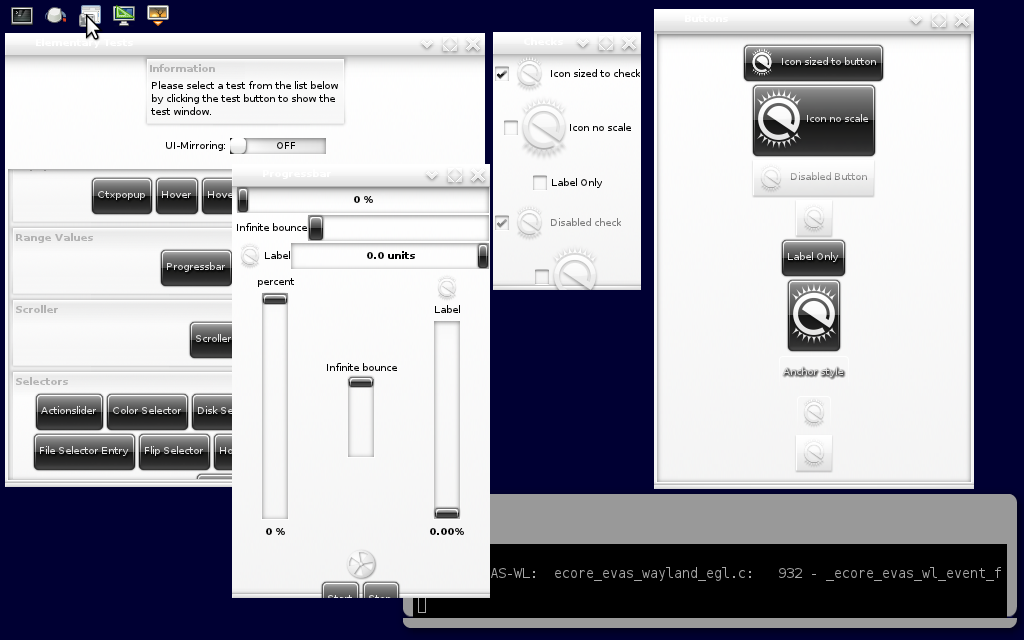 Elementary Tests
Information
Please select a test from the list below
by clicking the test button to show the
test window.
UI-Mirroring:
OFF
Ctxpopup
Hover
Range Values
Progressbar
Scroller
Scroller
Selectors
Actionslider
Color Selector
File Selector Entry
Flip Selector
Progressbar
0 %
Infinite bounce
Label
0.0 units
percent
Label
Infinite bounce
0 %
0.00%
Start
Stop
Checks
Icon sized to check
Icon no scale
Label Only
Disabled check
Buttons
Icon sized to button
Icon no scale
Disabled Button
Label Only
Anchor style
AS-WL: ecore_evas_wayland_egl.c: 932 - _ecore_evas_wl_event_f